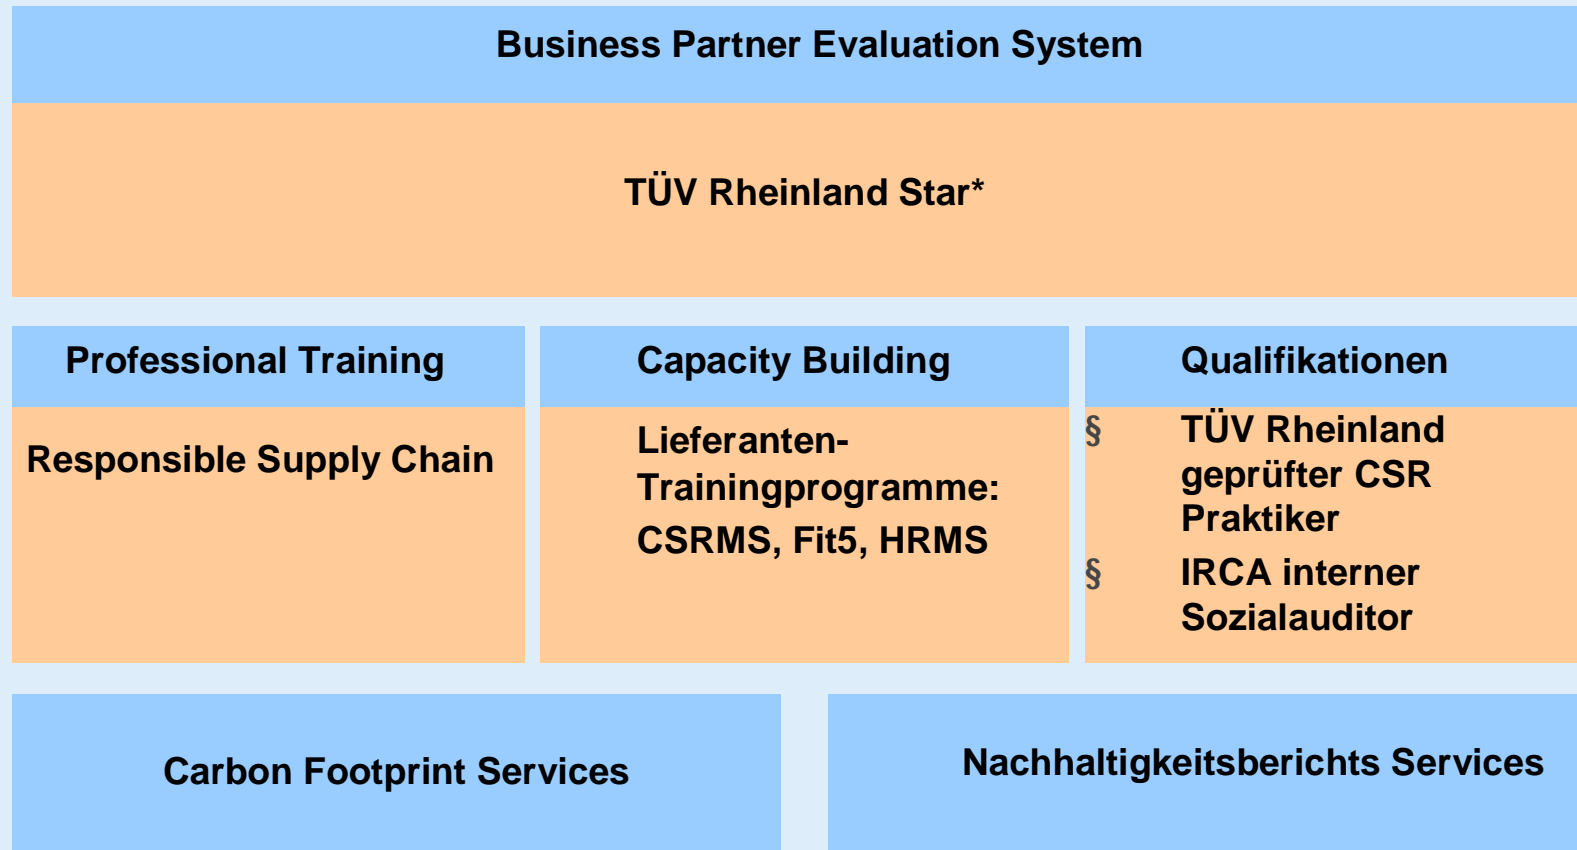 Business Partner Evaluation System
TÜV Rheinland Star*
Professional Training
Responsible Supply Chain
Capacity Building
Lieferanten-
Trainingprogramme:
CSRMS, Fit5, HRMS
Qualifikationen
§ TÜV Rheinland
geprüfter CSR
Praktiker
§ IRCA interner
Sozialauditor
Carbon Footprint Services
Nachhaltigkeitsberichts Services